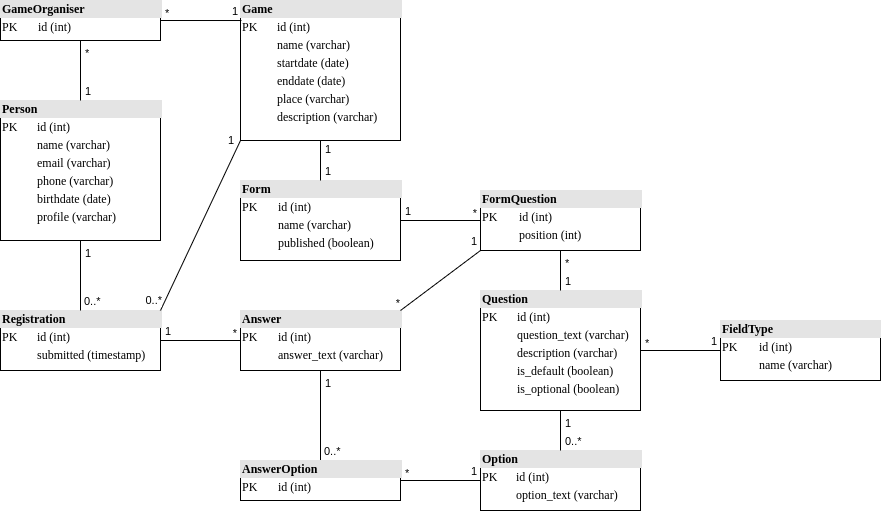 GameOrganiser
PK id (int)
*
1
Game
PK id (int)
name (varchar)
startdate (date)
enddate (date)
place (varchar)
description (varchar)
*
1
Person
PK id (int)
name (varchar)
email (varchar)
phone (varchar)
birthdate (date)
profile (varchar)
1
1
1
Form
PK id (int)
name (varchar)
published (boolean)
1
*
FormQuestion
PK id (int)
position (int)
1
0..*
0..*
1
*
*
1
Registration
PK id (int)
submitted (timestamp)
1
*
Answer
PK id (int)
answer_text (varchar)
Question
PK id (int)
question_text (varchar)
description (varchar)
is_default (boolean)
is_optional (boolean)
*
1
FieldType
PK id (int)
name (varchar)
1
0..*
1
0..*
AnswerOption
PK id (int)
*
1
Option
PK id (int)
option_text (varchar)